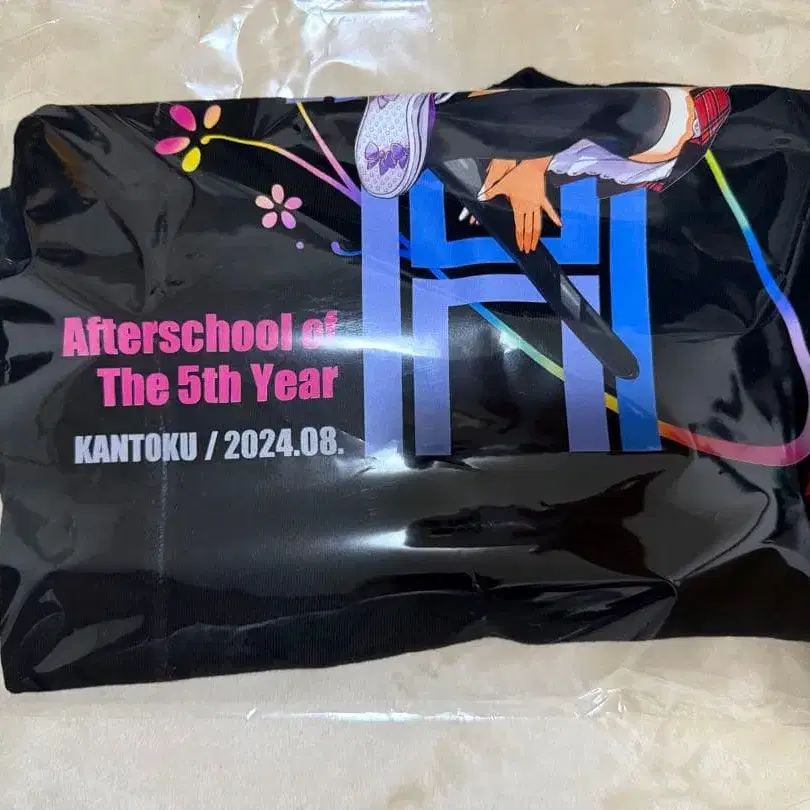 Afterschool of
The 5th Year
KANTOKU / 2024.08.